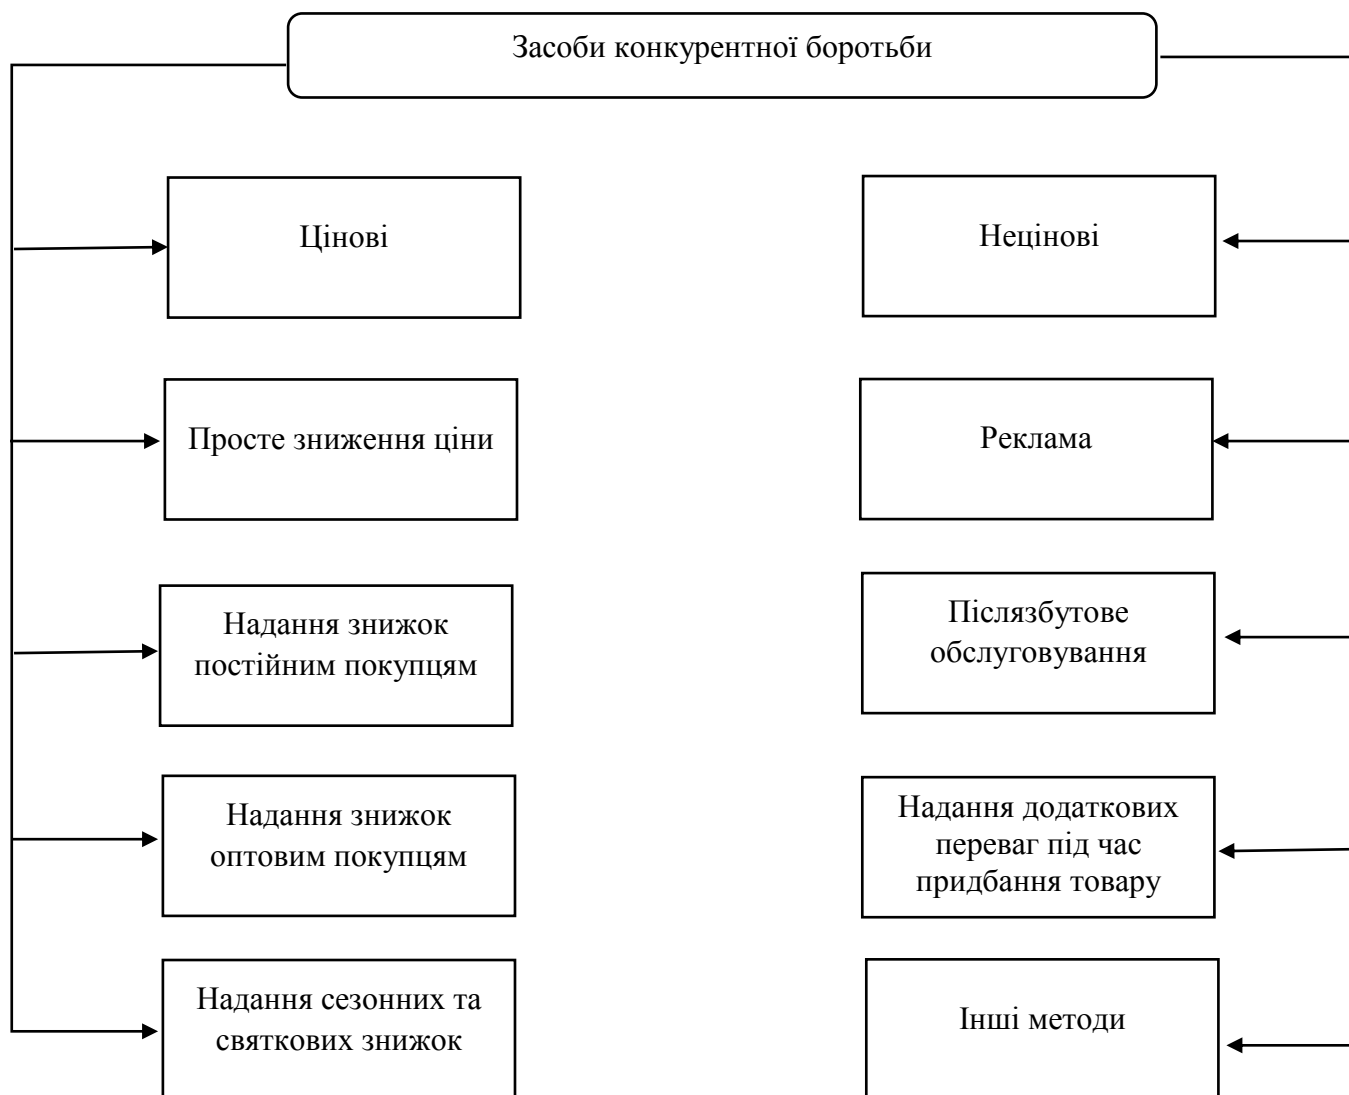 Засоби конкурентної боротьби
Цінові
Нецінові
Просте зниження ціни
Реклама
Надання знижок
постійним покупцям
Післязбутове
обслуговування
Надання знижок
оптовим покупцям
Надання додаткових
переваг під час
придбання товару
Надання сезонних та
святкових знижок
Інші методи